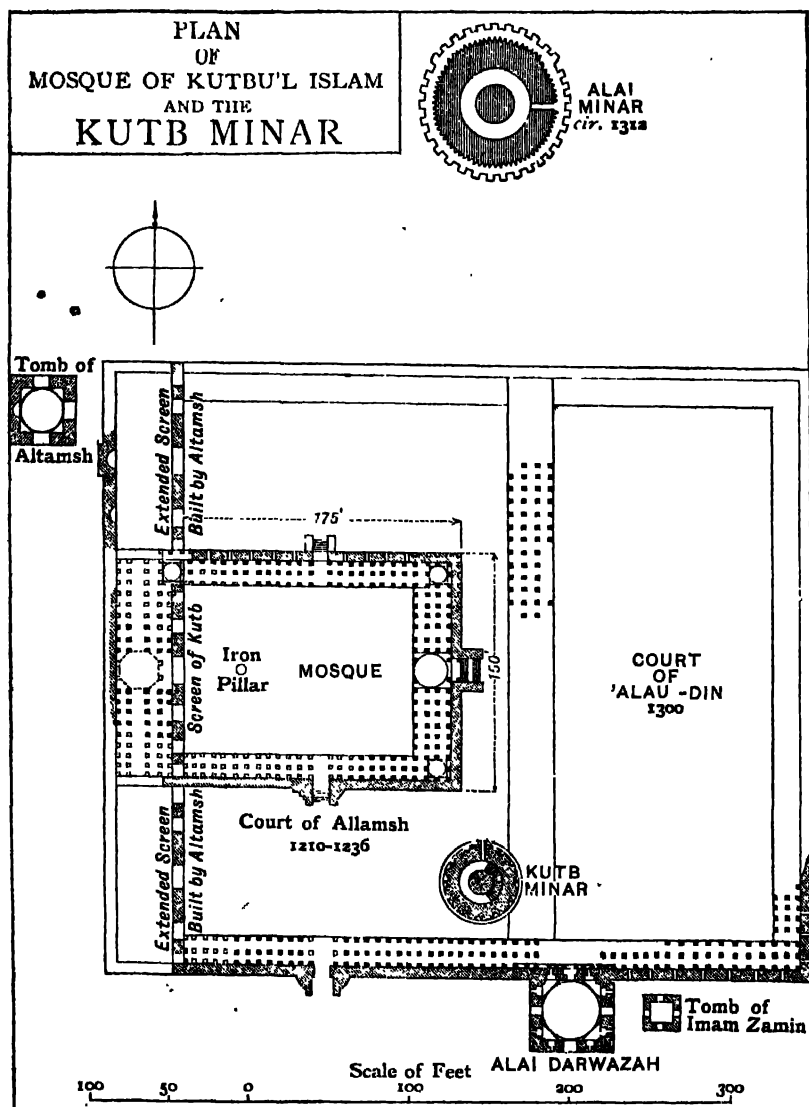 PLAN
OF
MOSQUE OF KUTBU'L ISLAM
AND THE
KUTB MINAR
ALAI
MINAR
cir. 1312
Tomb of
Altamsh
Extended Screen
Built by Altamsh
175'
Screen of Kutb
Iron
Pillar
MOSQUE
150'
COURT
OF
'ALAU -DIN
1300
Court of Allamsh
1210-1236
Extended Screen
Built by Altamsh
KUTB
MINAR
Tomb of
Imam Zamin
ALAI DARWAZAH
Scale of Feet
100 50 0 100 200 300